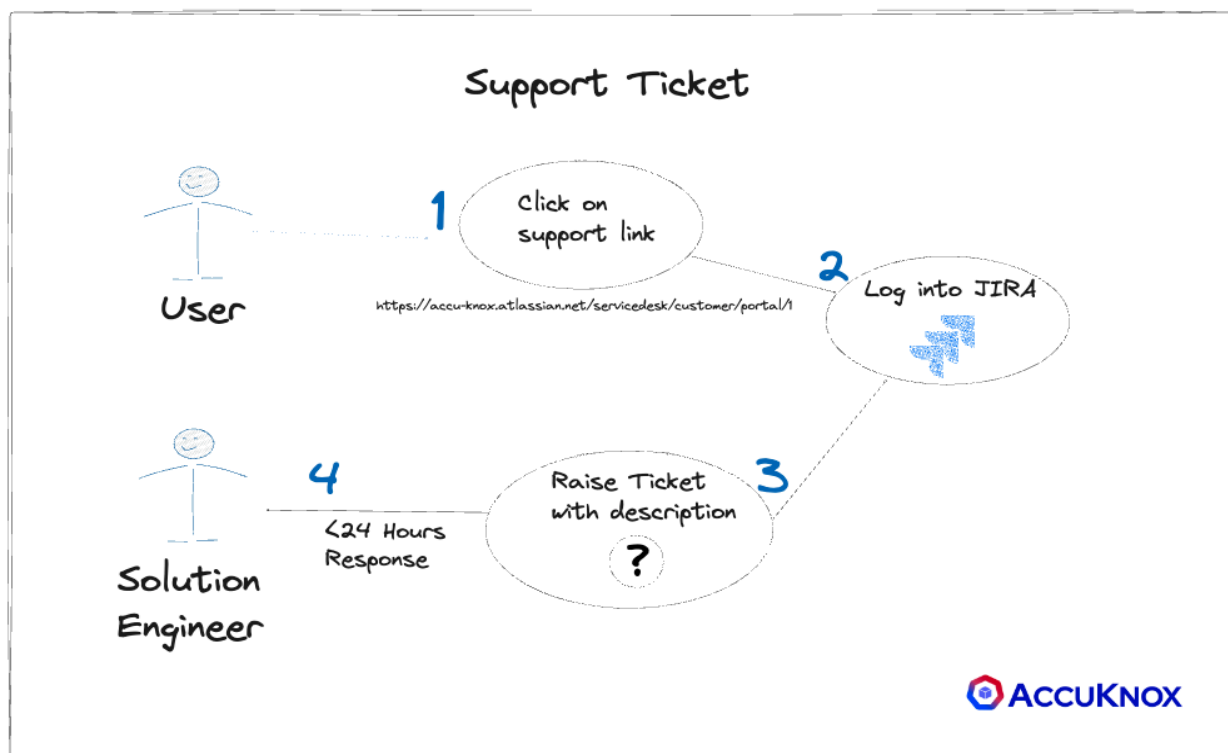 Support Ticket
1
Click on
support link
User
https://accu-knox.atlassian.net/servicedesk/customer/portal/1
2
Log into JIRA
3
Raise Ticket
with description
?
4
<24 Hours
Response
Solution
Engineer
ACCUKNOX